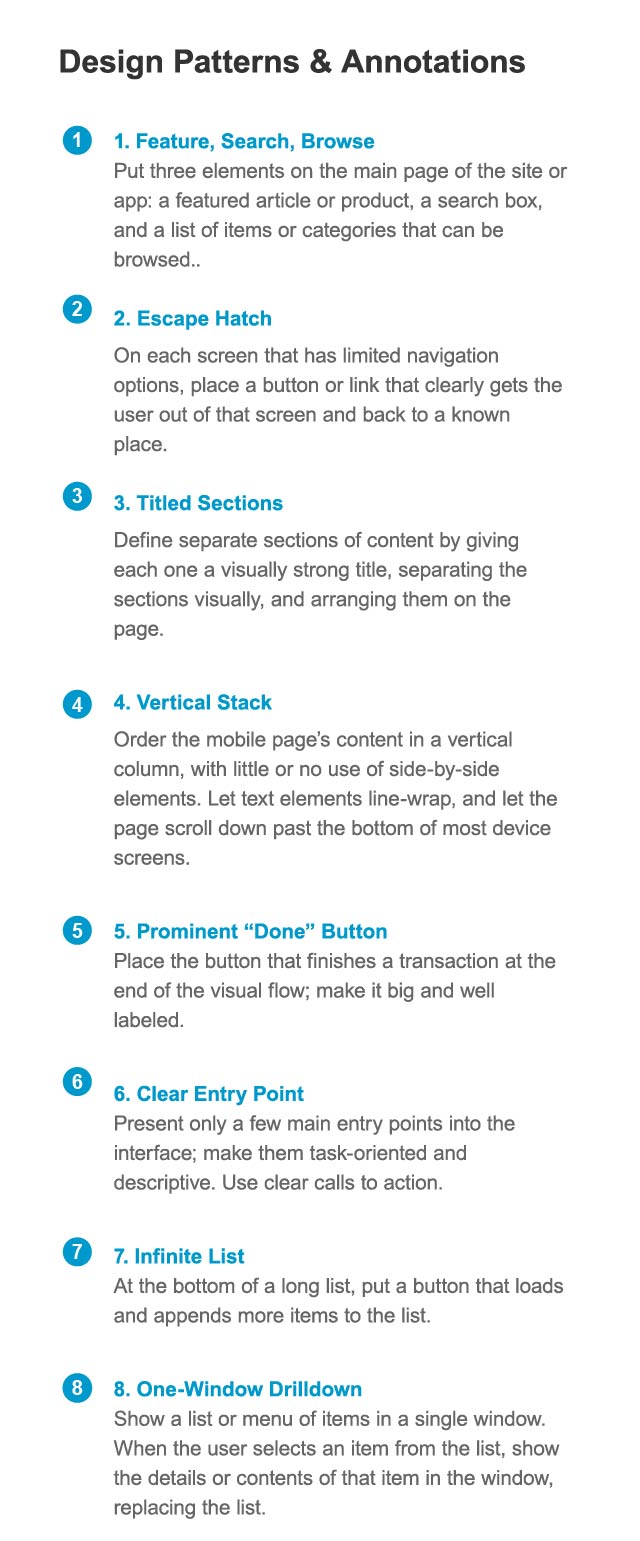 Design Patterns & Annotations
1 1. Feature, Search, Browse
Put three elements on the main page of the site or
app: a featured article or product, a search box,
and a list of items or categories that can be
browsed..
2 2. Escape Hatch
On each screen that has limited navigation
options, place a button or link that clearly gets the
user out of that screen and back to a known
place.
3 3. Titled Sections
Define separate sections of content by giving
each one a visually strong title, separating the
sections visually, and arranging them on the
page.
4 4. Vertical Stack
Order the mobile page’s content in a vertical
column, with little or no use of side-by-side
elements. Let text elements line-wrap, and let the
page scroll down past the bottom of most device
screens.
5 5. Prominent “Done” Button
Place the button that finishes a transaction at the
end of the visual flow; make it big and well
labeled.
6 6. Clear Entry Point
Present only a few main entry points into the
interface; make them task-oriented and
descriptive. Use clear calls to action.
7 7. Infinite List
At the bottom of a long list, put a button that loads
and appends more items to the list.
8 8. One-Window Drilldown
Show a list or menu of items in a single window.
When the user selects an item from the list, show
the details or contents of that item in the window,
replacing the list.